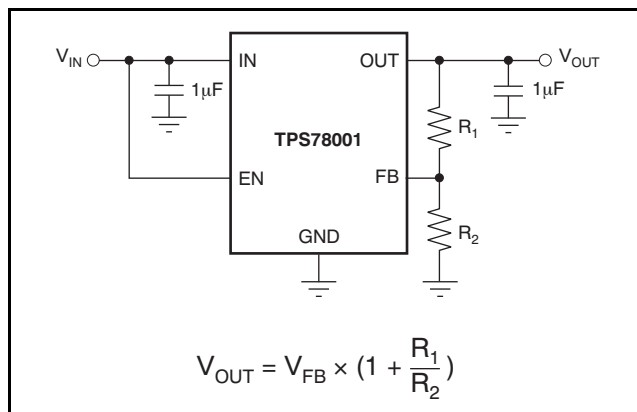 V_IN IN OUT V_OUT
1μF 1μF
R_1
TPS78001
EN FB
R_2
GND
V_OUT = V_FB × (1 + R_1/R_2)